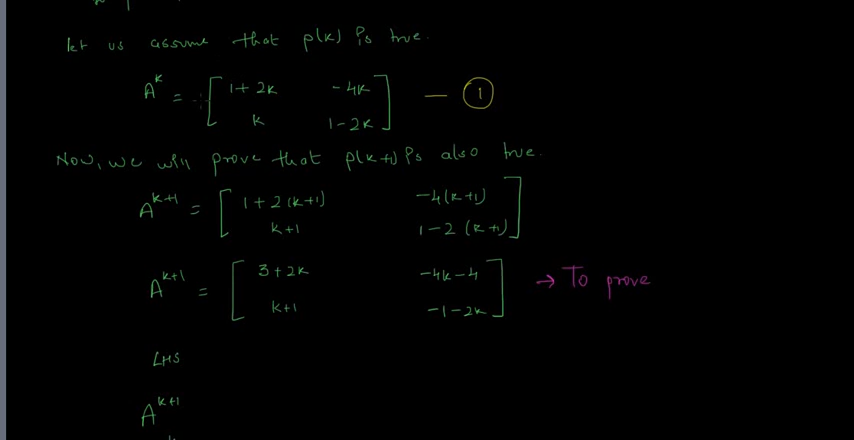 let us assume that p(k) is true.
A^k = [ 1+2k -4k
k 1-2k ] — 1
Now, we will prove that p(k+1) is also true.
A^k+1 = [ 1+2(k+1) -4(k+1)
k+1 1-2(k+1) ]
A^k+1 = [ 3+2k -4k-4
k+1 -1-2k ] → To prove
LHS
A^k+1